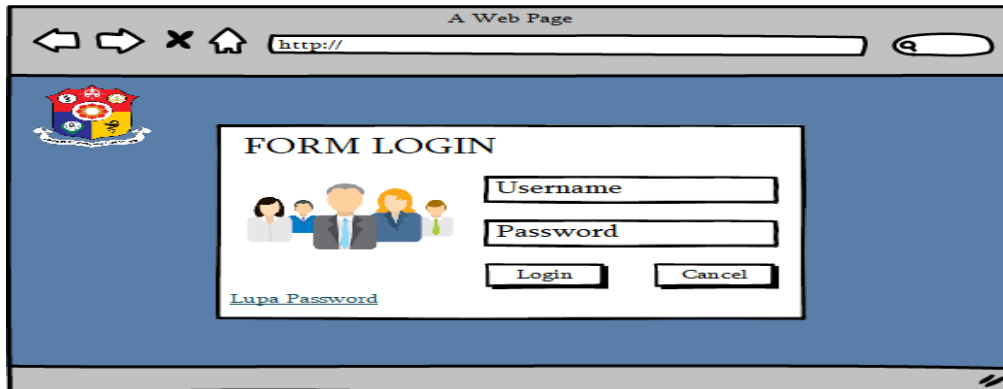 A Web Page
http://
FORM LOGIN
Username
Password
Login Cancel
Lupa Password